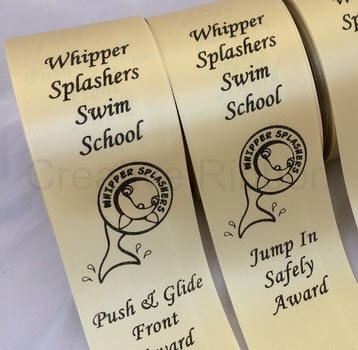 Whipper
Splashers
Swim
School
WHIPPER SPLASHERS
Push & Glide
Front
Award
Whipper
Splashers
Swim
School
WHIPPER SPLASHERS
Jump In
Safely
Award